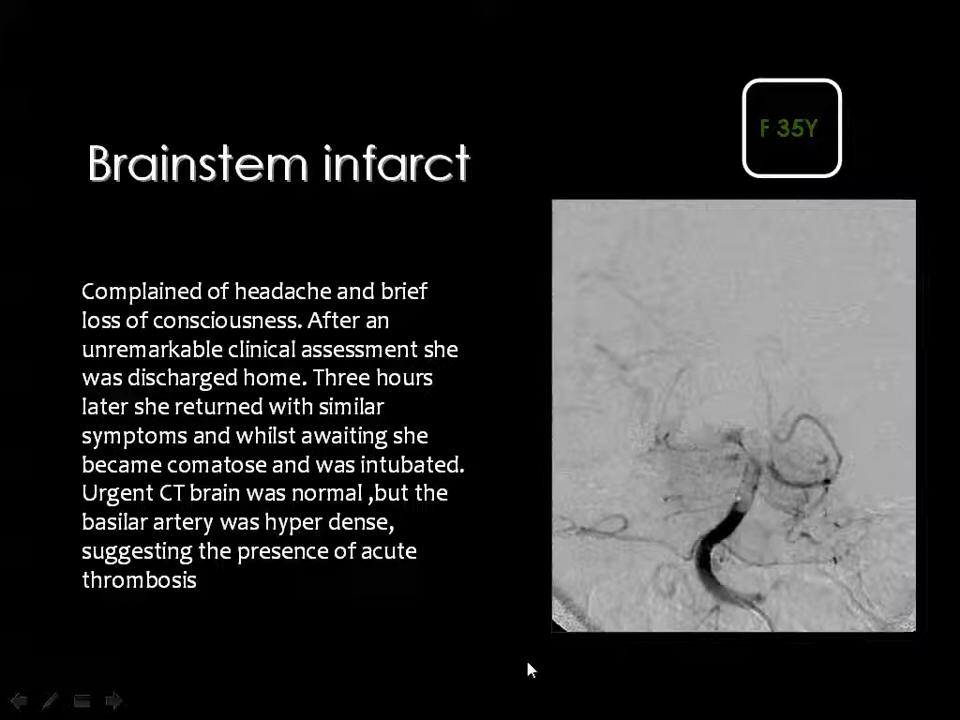 F 35Y
Brainstem infarct
Complained of headache and brief
loss of consciousness. After an
unremarkable clinical assessment she
was discharged home. Three hours
later she returned with similar
symptoms and whilst awaiting she
became comatose and was intubated.
Urgent CT brain was normal ,but the
basilar artery was hyper dense,
suggesting the presence of acute
thrombosis